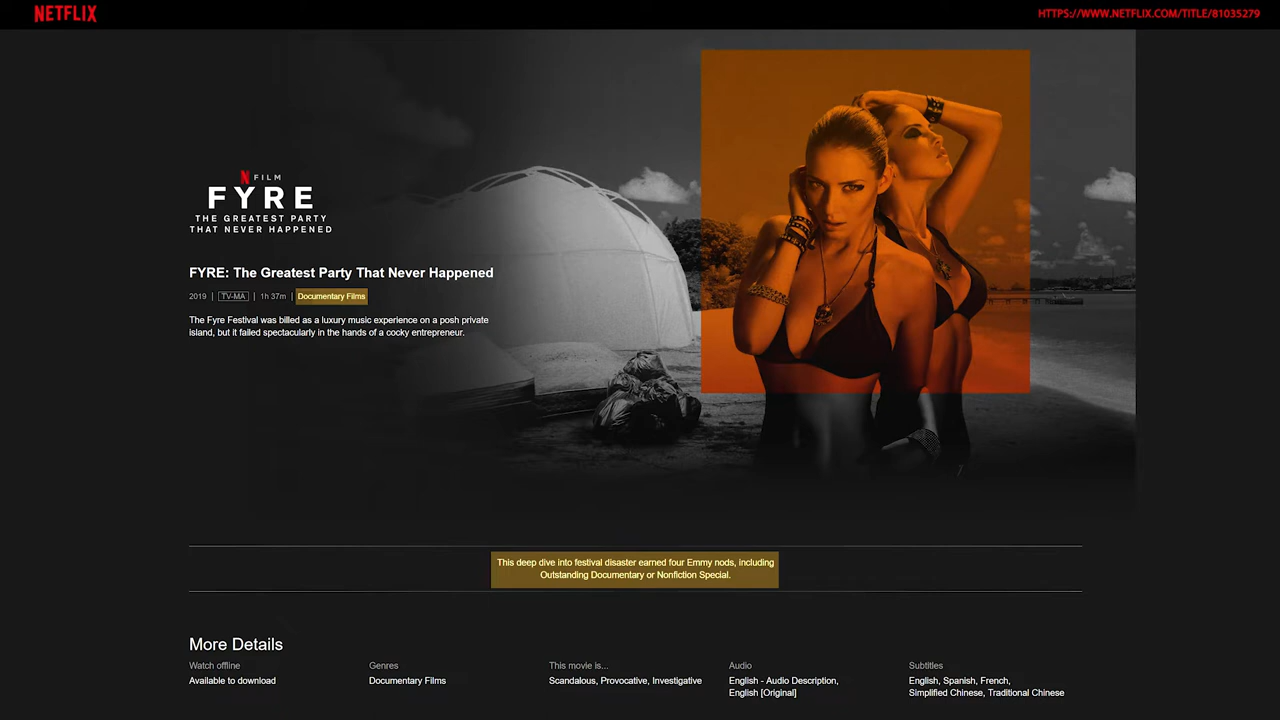 NETFLIX
HTTPS://WWW.NETFLIX.COM/TITLE/81035279
N FILM
FYRE
THE GREATEST PARTY
THAT NEVER HAPPENED
FYRE: The Greatest Party That Never Happened
2019 | TV-MA | 1h 37m | Documentary Films
The Fyre Festival was billed as a luxury music experience on a posh private
island, but it failed spectacularly in the hands of a cocky entrepreneur.
This deep dive into festival disaster earned four Emmy nods, including
Outstanding Documentary or Nonfiction Special.
More Details
Watch offline
Available to download
Genres
Documentary Films
This movie is...
Scandalous, Provocative, Investigative
Audio
English - Audio Description,
English [Original]
Subtitles
English, Spanish, French,
Simplified Chinese, Traditional Chinese